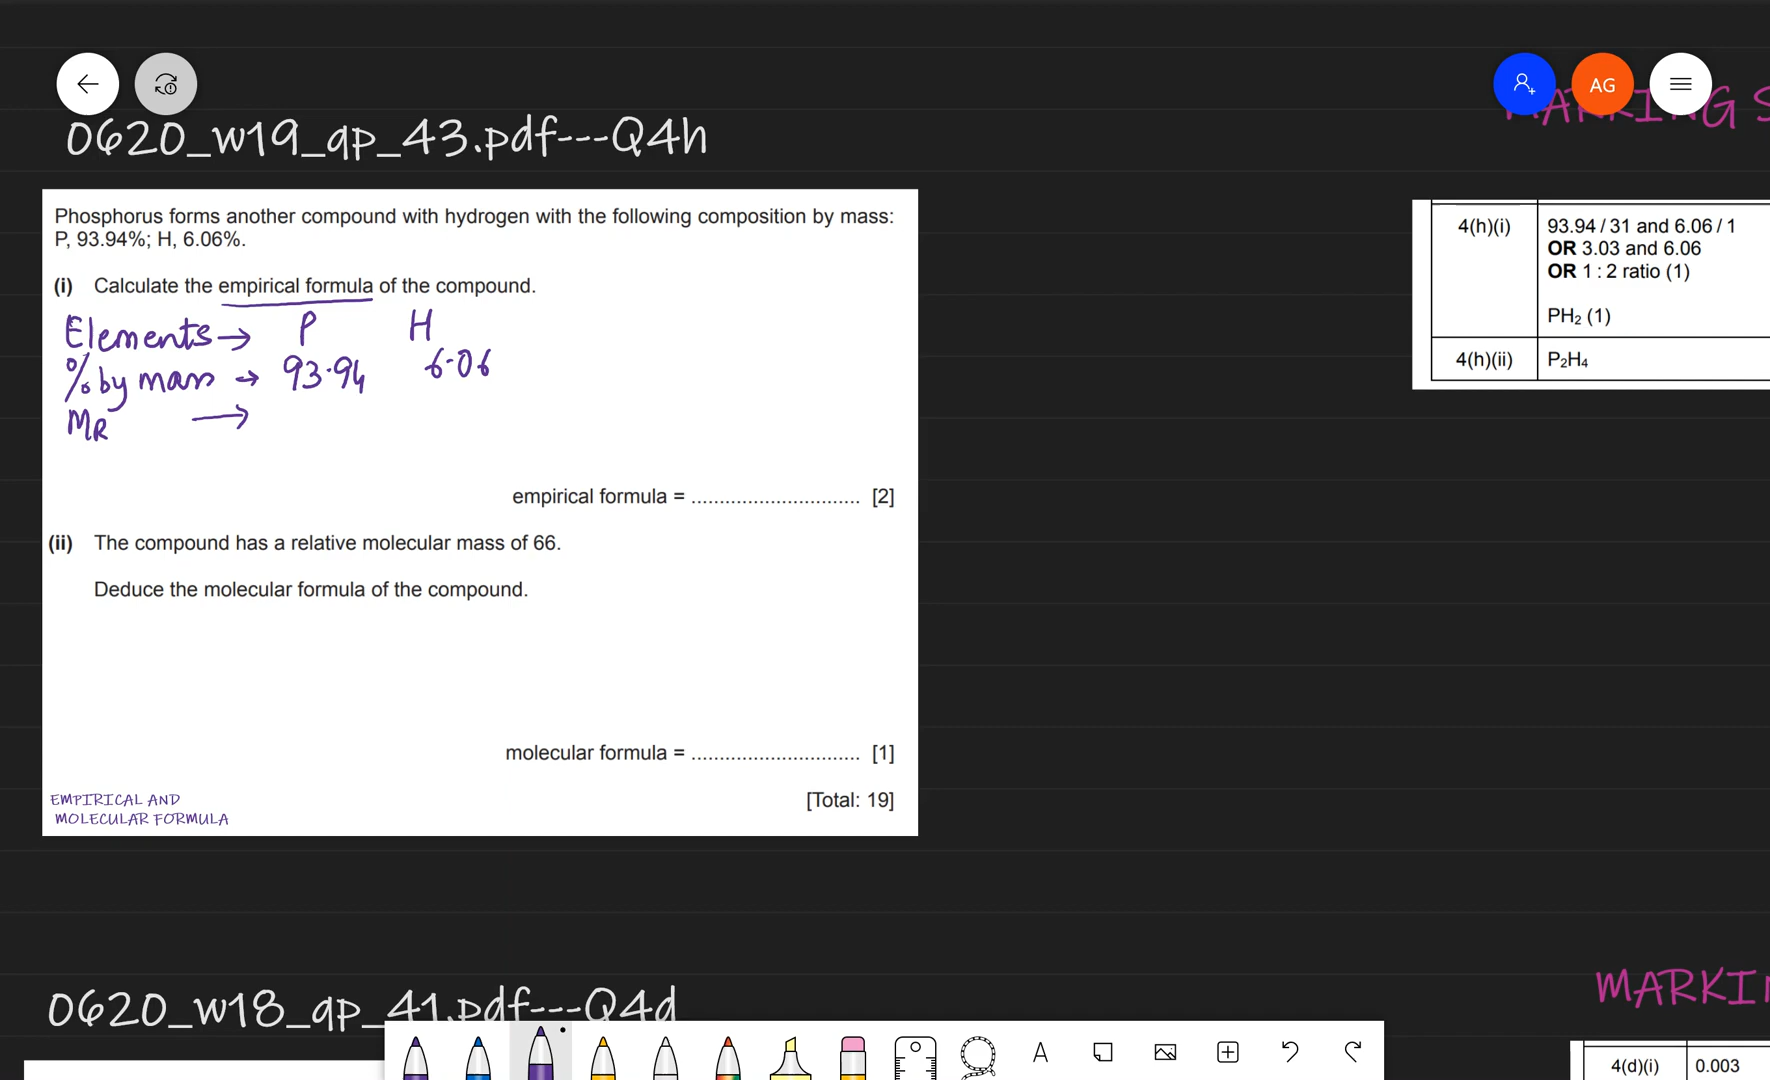 AG
MARKING S
0620_w19_qp_43.pdf---Q4h
Phosphorus forms another compound with hydrogen with the following composition by mass:
P, 93.94%; H, 6.06%.
(i) Calculate the empirical formula of the compound.
Elements → P H
% by mass → 93.94 6.06
MR →
empirical formula = .............................. [2]
(ii) The compound has a relative molecular mass of 66.
Deduce the molecular formula of the compound.
molecular formula = .............................. [1]
[Total: 19]
EMPIRICAL AND
MOLECULAR FORMULA
4(h)(i) 93.94 / 31 and 6.06 / 1
OR 3.03 and 6.06
OR 1 : 2 ratio (1)
PH₂ (1)
4(h)(ii) P₂H₄
0620_w18_qp_41.pdf---Q4d
MARKIN
4(d)(i) 0.003
A